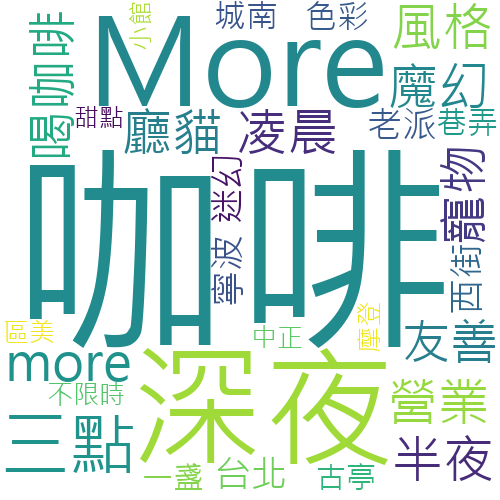 小館
城南
色彩
喝咖啡
More
風格
魔幻
甜點
廳貓
凌晨
老派
巷弄
咖啡
迷幻
寵物
寧波
西街
區美
中正
摩登
友善
more
深夜
不限時
營業
三點
半夜
一盞
台北
古亭